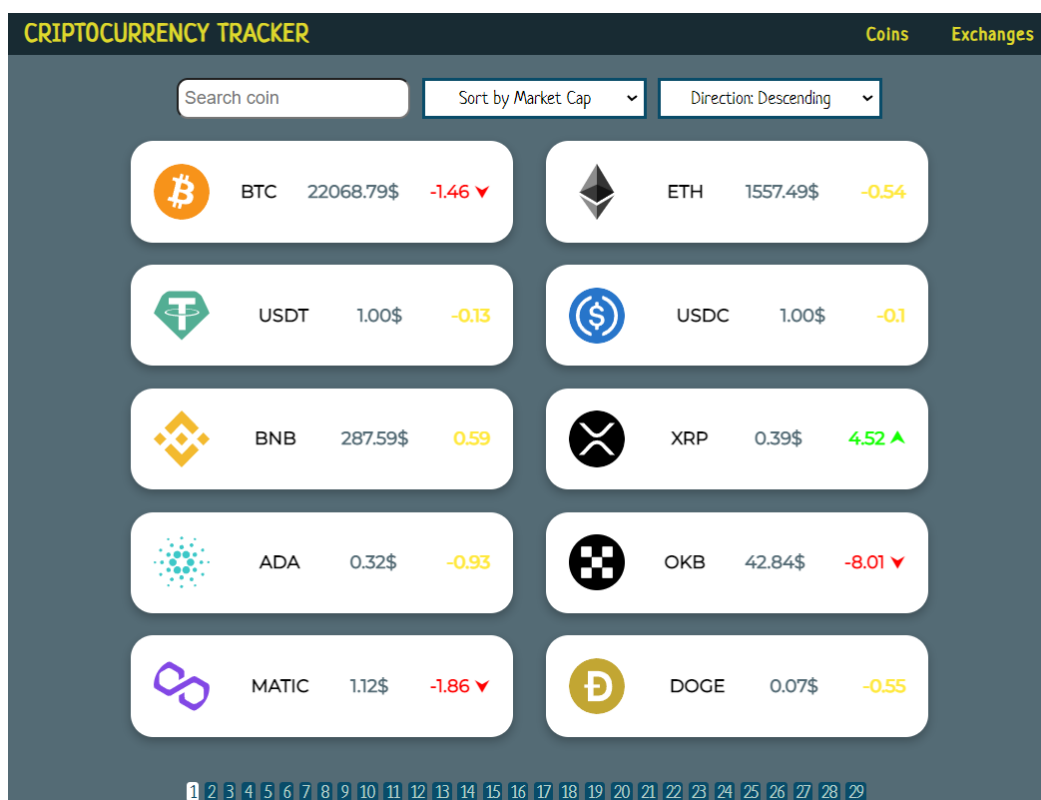 CRIPTOCURRENCY TRACKER Coins Exchanges
Search coin Sort by Market Cap Direction: Descending
BTC 22068.79$ -1.46 ETH 1557.49$ -0.54
USDT 1.00$ -0.13 USDC 1.00$ -0.1
BNB 287.59$ 0.59 XRP 0.39$ 4.52
ADA 0.32$ -0.93 OKB 42.84$ -8.01
MATIC 1.12$ -1.86 DOGE 0.07$ -0.55
1 2 3 4 5 6 7 8 9 10 11 12 13 14 15 16 17 18 19 20 21 22 23 24 25 26 27 28 29